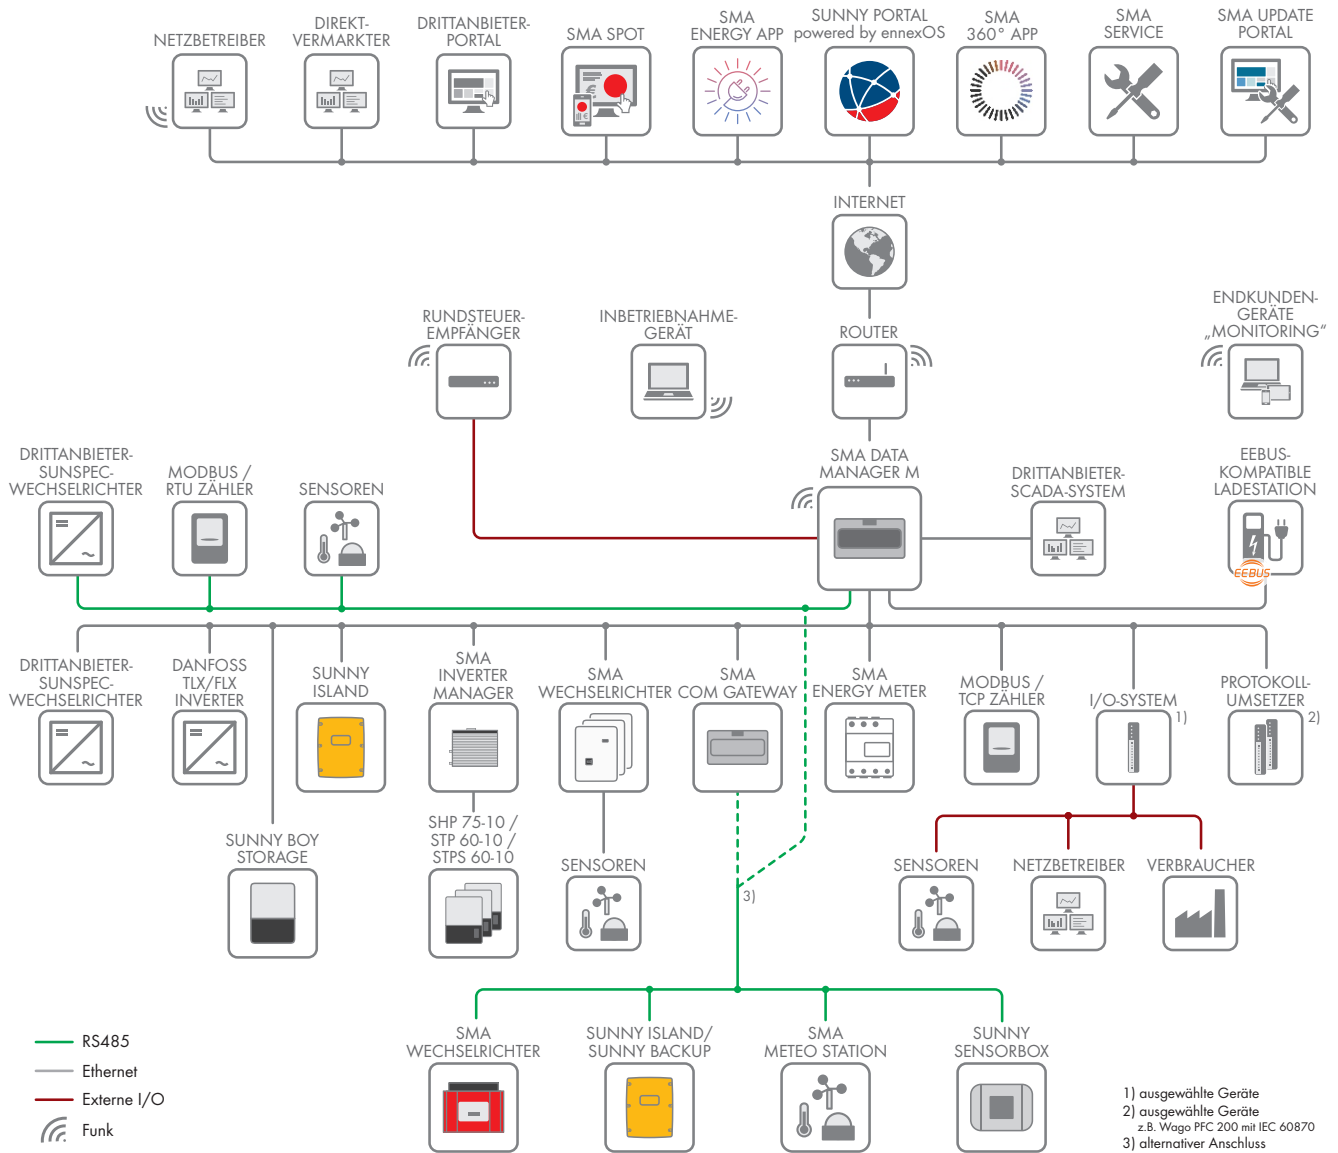 NETZBETREIBER
DIREKT-
VERMARKTER
DRITTANBIETER-
PORTAL
SMA SPOT
SMA
ENERGY APP
SUNNY PORTAL
powered by ennexOS
SMA
360° APP
SMA
SERVICE
SMA UPDATE
PORTAL
INTERNET
RUNDSTEUER-
EMPFÄNGER
INBETRIEBNAHME-
GERÄT
ROUTER
ENDKUNDEN-
GERÄTE
„MONITORING“
DRITTANBIETER-
SUNSPEC-
WECHSELRICHTER
MODBUS /
RTU ZÄHLER
SENSOREN
SMA DATA
MANAGER M
DRITTANBIETER-
SCADA-SYSTEM
EEBUS-
KOMPATIBLE
LADESTATION
EEBUS
DRITTANBIETER-
SUNSPEC-
WECHSELRICHTER
DANFOSS
TLX/FLX
INVERTER
SUNNY
ISLAND
SMA
INVERTER
MANAGER
SMA
WECHSELRICHTER
SMA
COM GATEWAY
SMA
ENERGY METER
MODBUS /
TCP ZÄHLER
I/O-SYSTEM
1)
PROTOKOLL-
UMSETZER
2)
SUNNY BOY
STORAGE
SHP 75-10 /
STP 60-10 /
STPS 60-10
SENSOREN
3)
SENSOREN
NETZBETREIBER
VERBRAUCHER
SMA
WECHSELRICHTER
SUNNY ISLAND/
SUNNY BACKUP
SMA
METEO STATION
SUNNY
SENSORBOX
RS485
Ethernet
Externe I/O
Funk
1) ausgewählte Geräte
2) ausgewählte Geräte
z.B. Wago PFC 200 mit IEC 60870
3) alternativer Anschluss